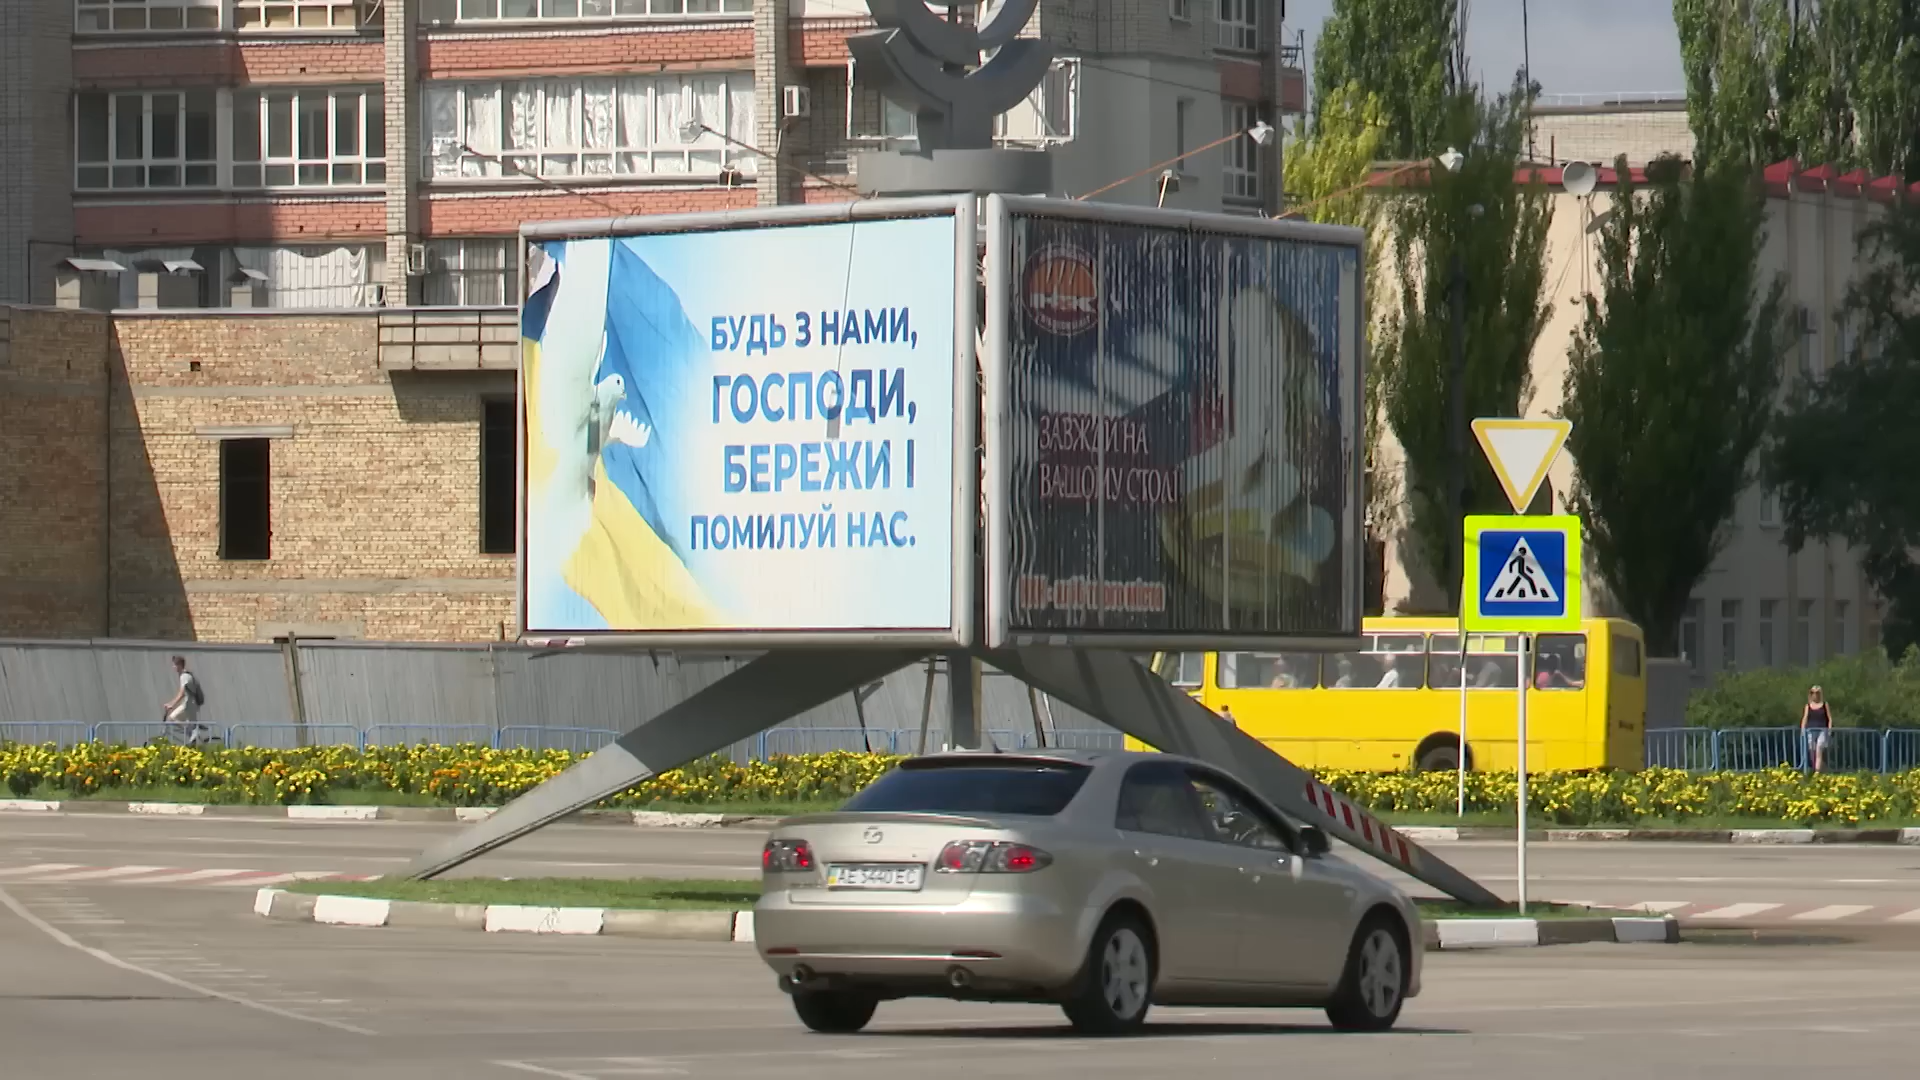 БУДЬ З НАМИ,
ГОСПОДИ,
БЕРЕЖИ І
ПОМИЛУЙ НАС.
ЗАВЖДИ НА
ВАШОМУ СТОЛІ
AE 5440 EC